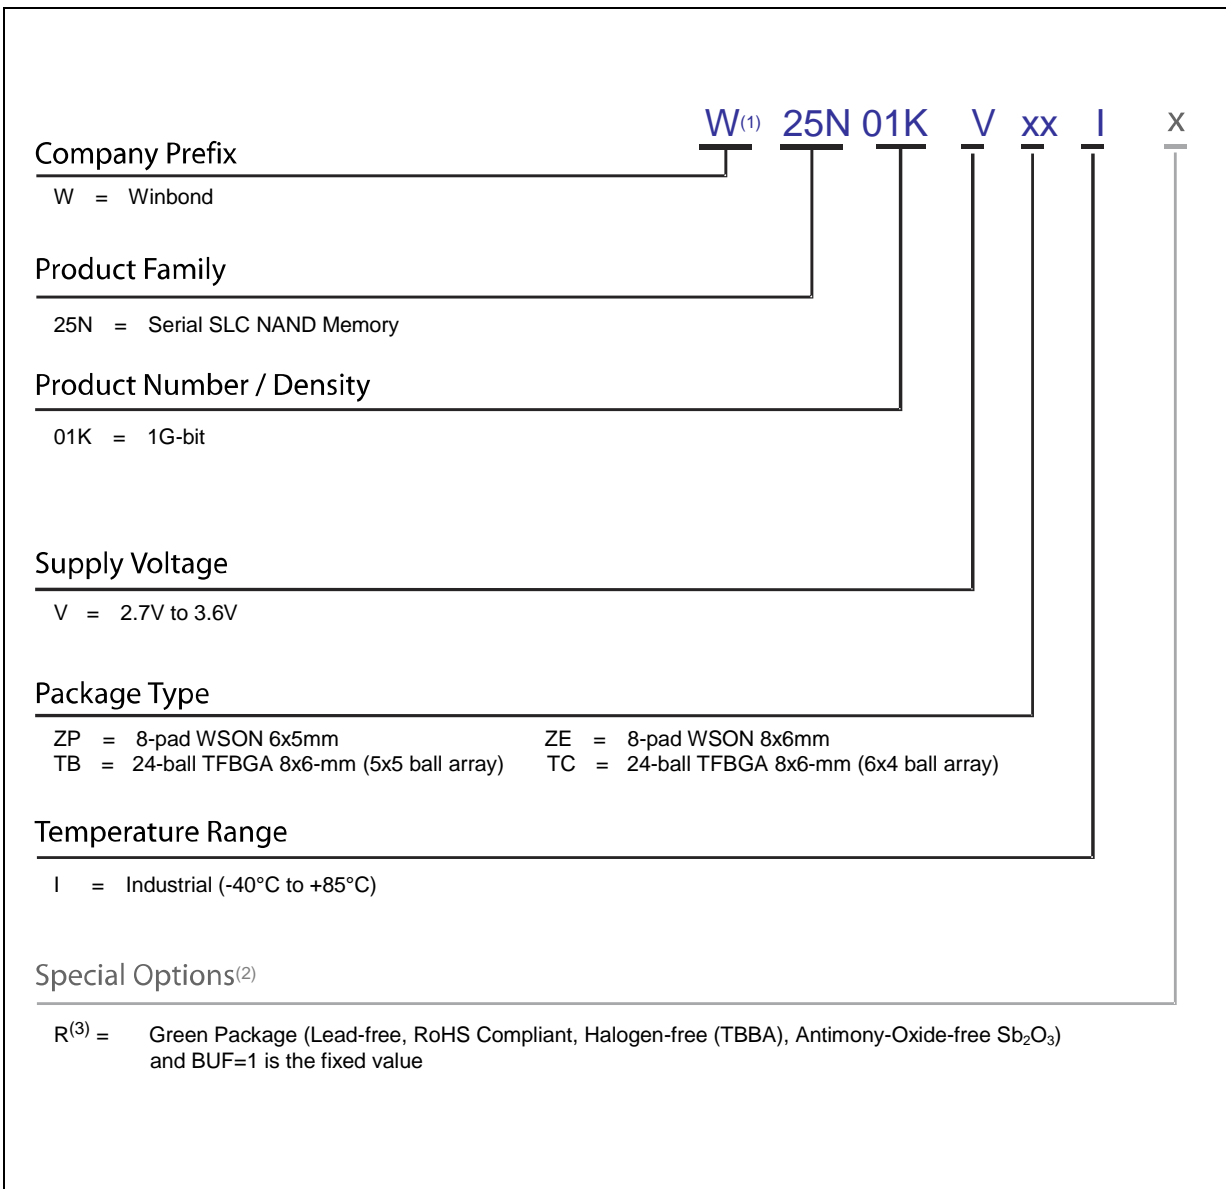 W(1) 25N 01K V xx I x
Company Prefix
W = Winbond
Product Family
25N = Serial SLC NAND Memory
Product Number / Density
01K = 1G-bit
Supply Voltage
V = 2.7V to 3.6V
Package Type
ZP = 8-pad WSON 6x5mm ZE = 8-pad WSON 8x6mm
TB = 24-ball TFBGA 8x6-mm (5x5 ball array) TC = 24-ball TFBGA 8x6-mm (6x4 ball array)
Temperature Range
I = Industrial (-40°C to +85°C)
Special Options(2)
R(3) = Green Package (Lead-free, RoHS Compliant, Halogen-free (TBBA), Antimony-Oxide-free Sb2O3)
and BUF=1 is the fixed value